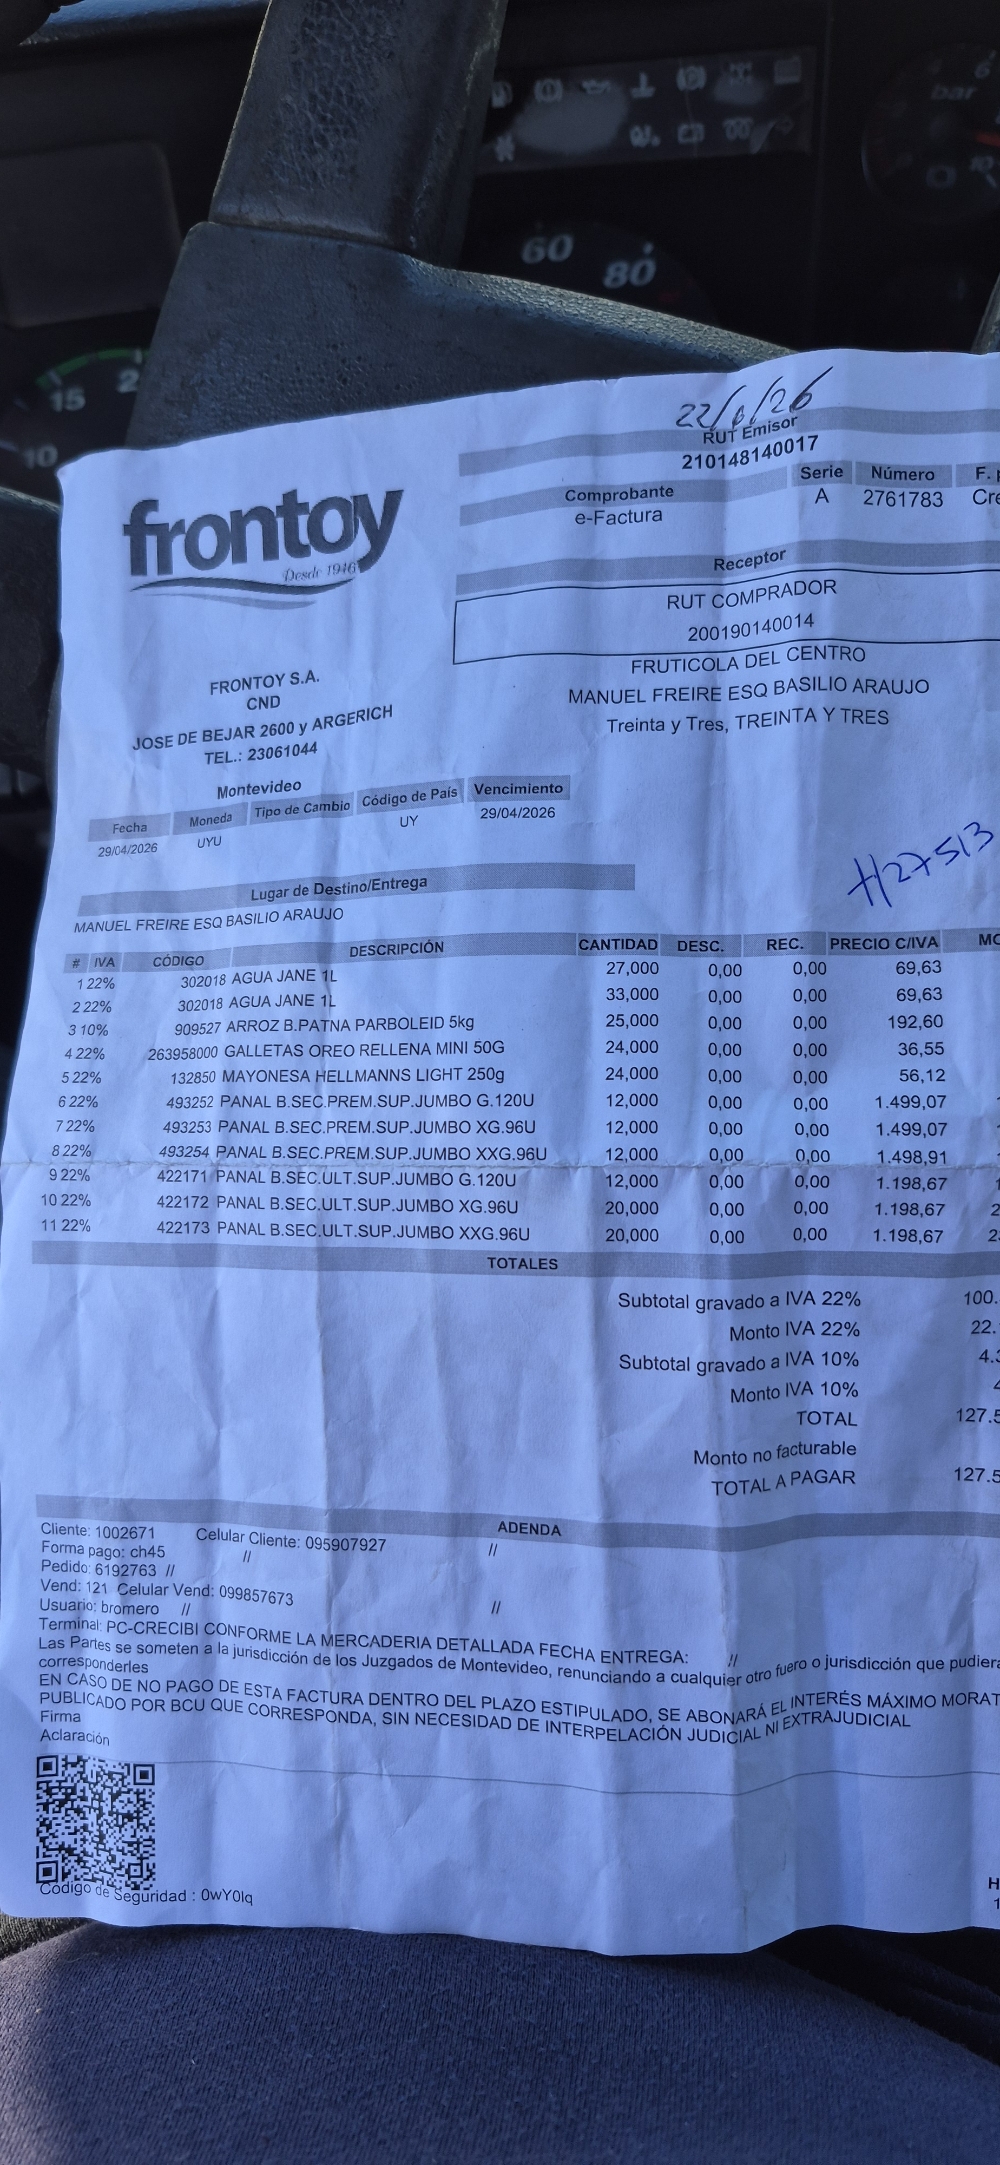 60
80
bar
15
10
22/6/26
RUT Emisor
210148140017
Comprobante Serie Número
e-Factura A 2761783
frontoy
Desde 1946
Receptor
RUT COMPRADOR
200190140014
FRUTICOLA DEL CENTRO
MANUEL FREIRE ESQ BASILIO ARAUJO
Treinta y Tres, TREINTA Y TRES
FRONTOY S.A.
CND
JOSE DE BEJAR 2600 y ARGERICH
TEL.: 23061044
Montevideo
Fecha Moneda Tipo de Cambio Código de País Vencimiento
29/04/2026 UYU UY 29/04/2026
27513
Lugar de Destino/Entrega
MANUEL FREIRE ESQ BASILIO ARAUJO
# IVA CÓDIGO DESCRIPCIÓN CANTIDAD DESC. REC. PRECIO C/IVA
1 22% 302018 AGUA JANE 1L 27,000 0,00 0,00 69,63
2 22% 302018 AGUA JANE 1L 33,000 0,00 0,00 69,63
3 10% 909527 ARROZ B.PATNA PARBOLEID 5kg 25,000 0,00 0,00 192,60
4 22% 263958000 GALLETAS OREO RELLENA MINI 50G 24,000 0,00 0,00 36,55
5 22% 132850 MAYONESA HELLMANNS LIGHT 250g 24,000 0,00 0,00 56,12
6 22% 493252 PANAL B.SEC.PREM.SUP.JUMBO G.120U 12,000 0,00 0,00 1.499,07
7 22% 493253 PANAL B.SEC.PREM.SUP.JUMBO XG.96U 12,000 0,00 0,00 1.499,07
8 22% 493254 PANAL B.SEC.PREM.SUP.JUMBO XXG.96U 12,000 0,00 0,00 1.498,91
9 22% 422171 PANAL B.SEC.ULT.SUP.JUMBO G.120U 12,000 0,00 0,00 1.198,67
10 22% 422172 PANAL B.SEC.ULT.SUP.JUMBO XG.96U 20,000 0,00 0,00 1.198,67
11 22% 422173 PANAL B.SEC.ULT.SUP.JUMBO XXG.96U 20,000 0,00 0,00 1.198,67
TOTALES
Subtotal gravado a IVA 22% 100.
Monto IVA 22% 22.
Subtotal gravado a IVA 10% 4.
Monto IVA 10%
TOTAL 127.5
Monto no facturable
TOTAL A PAGAR 127.5
ADENDA
Cliente: 1002671 Celular Cliente: 095907927 //
Forma pago: ch45 //
Pedido: 6192763 //
Vend: 121 Celular Vend: 099857673 //
Usuario: bromero //
Terminal: PC-CRECIBI CONFORME LA MERCADERIA DETALLADA FECHA ENTREGA: //
Las Partes se someten a la jurisdicción de los Juzgados de Montevideo, renunciando a cualquier otro fuero o jurisdicción que pudiera
corresponderles
EN CASO DE NO PAGO DE ESTA FACTURA DENTRO DEL PLAZO ESTIPULADO, SE ABONARÁ EL INTERÉS MÁXIMO MORAT
PUBLICADO POR BCU QUE CORRESPONDA, SIN NECESIDAD DE INTERPELACIÓN JUDICIAL NI EXTRAJUDICIAL
Firma
Aclaración
Código de Seguridad : 0wY0lq